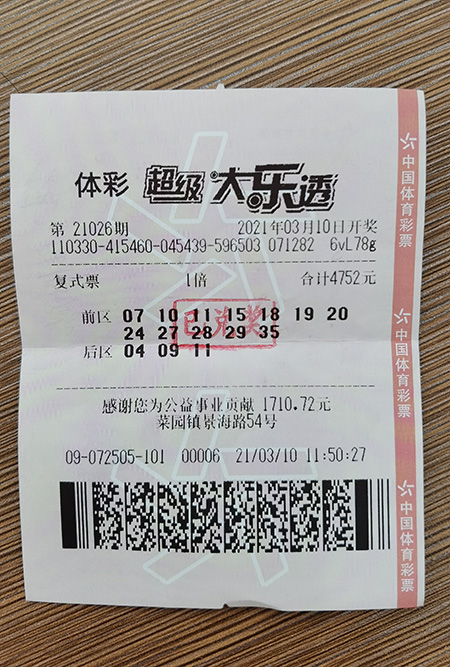 体彩 超级大乐透
第 21026期 2021年03月10日开奖
110330-415460-045439-596503 071282 6vL78g
复式票 1倍 合计4752元
前区 07 10 11 15 18 19 20
24 27 28 29 35
已兑奖
后区 04 09 11
感谢您为公益事业贡献 1710.72元
菜园镇景海路54号
09-072505-101 00006 21/03/10 11:50:27
中国体育彩票
中国体育彩票
中国体育彩票